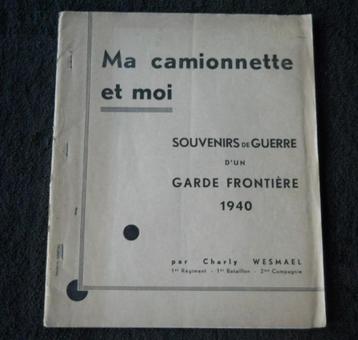 Ma camionnette
et moi
SOUVENIRS DE GUERRE
D'UN
GARDE FRONTIÈRE
1940
par Charly WESMAEL
1er Régiment - 1er Bataillon - 2me Compagnie